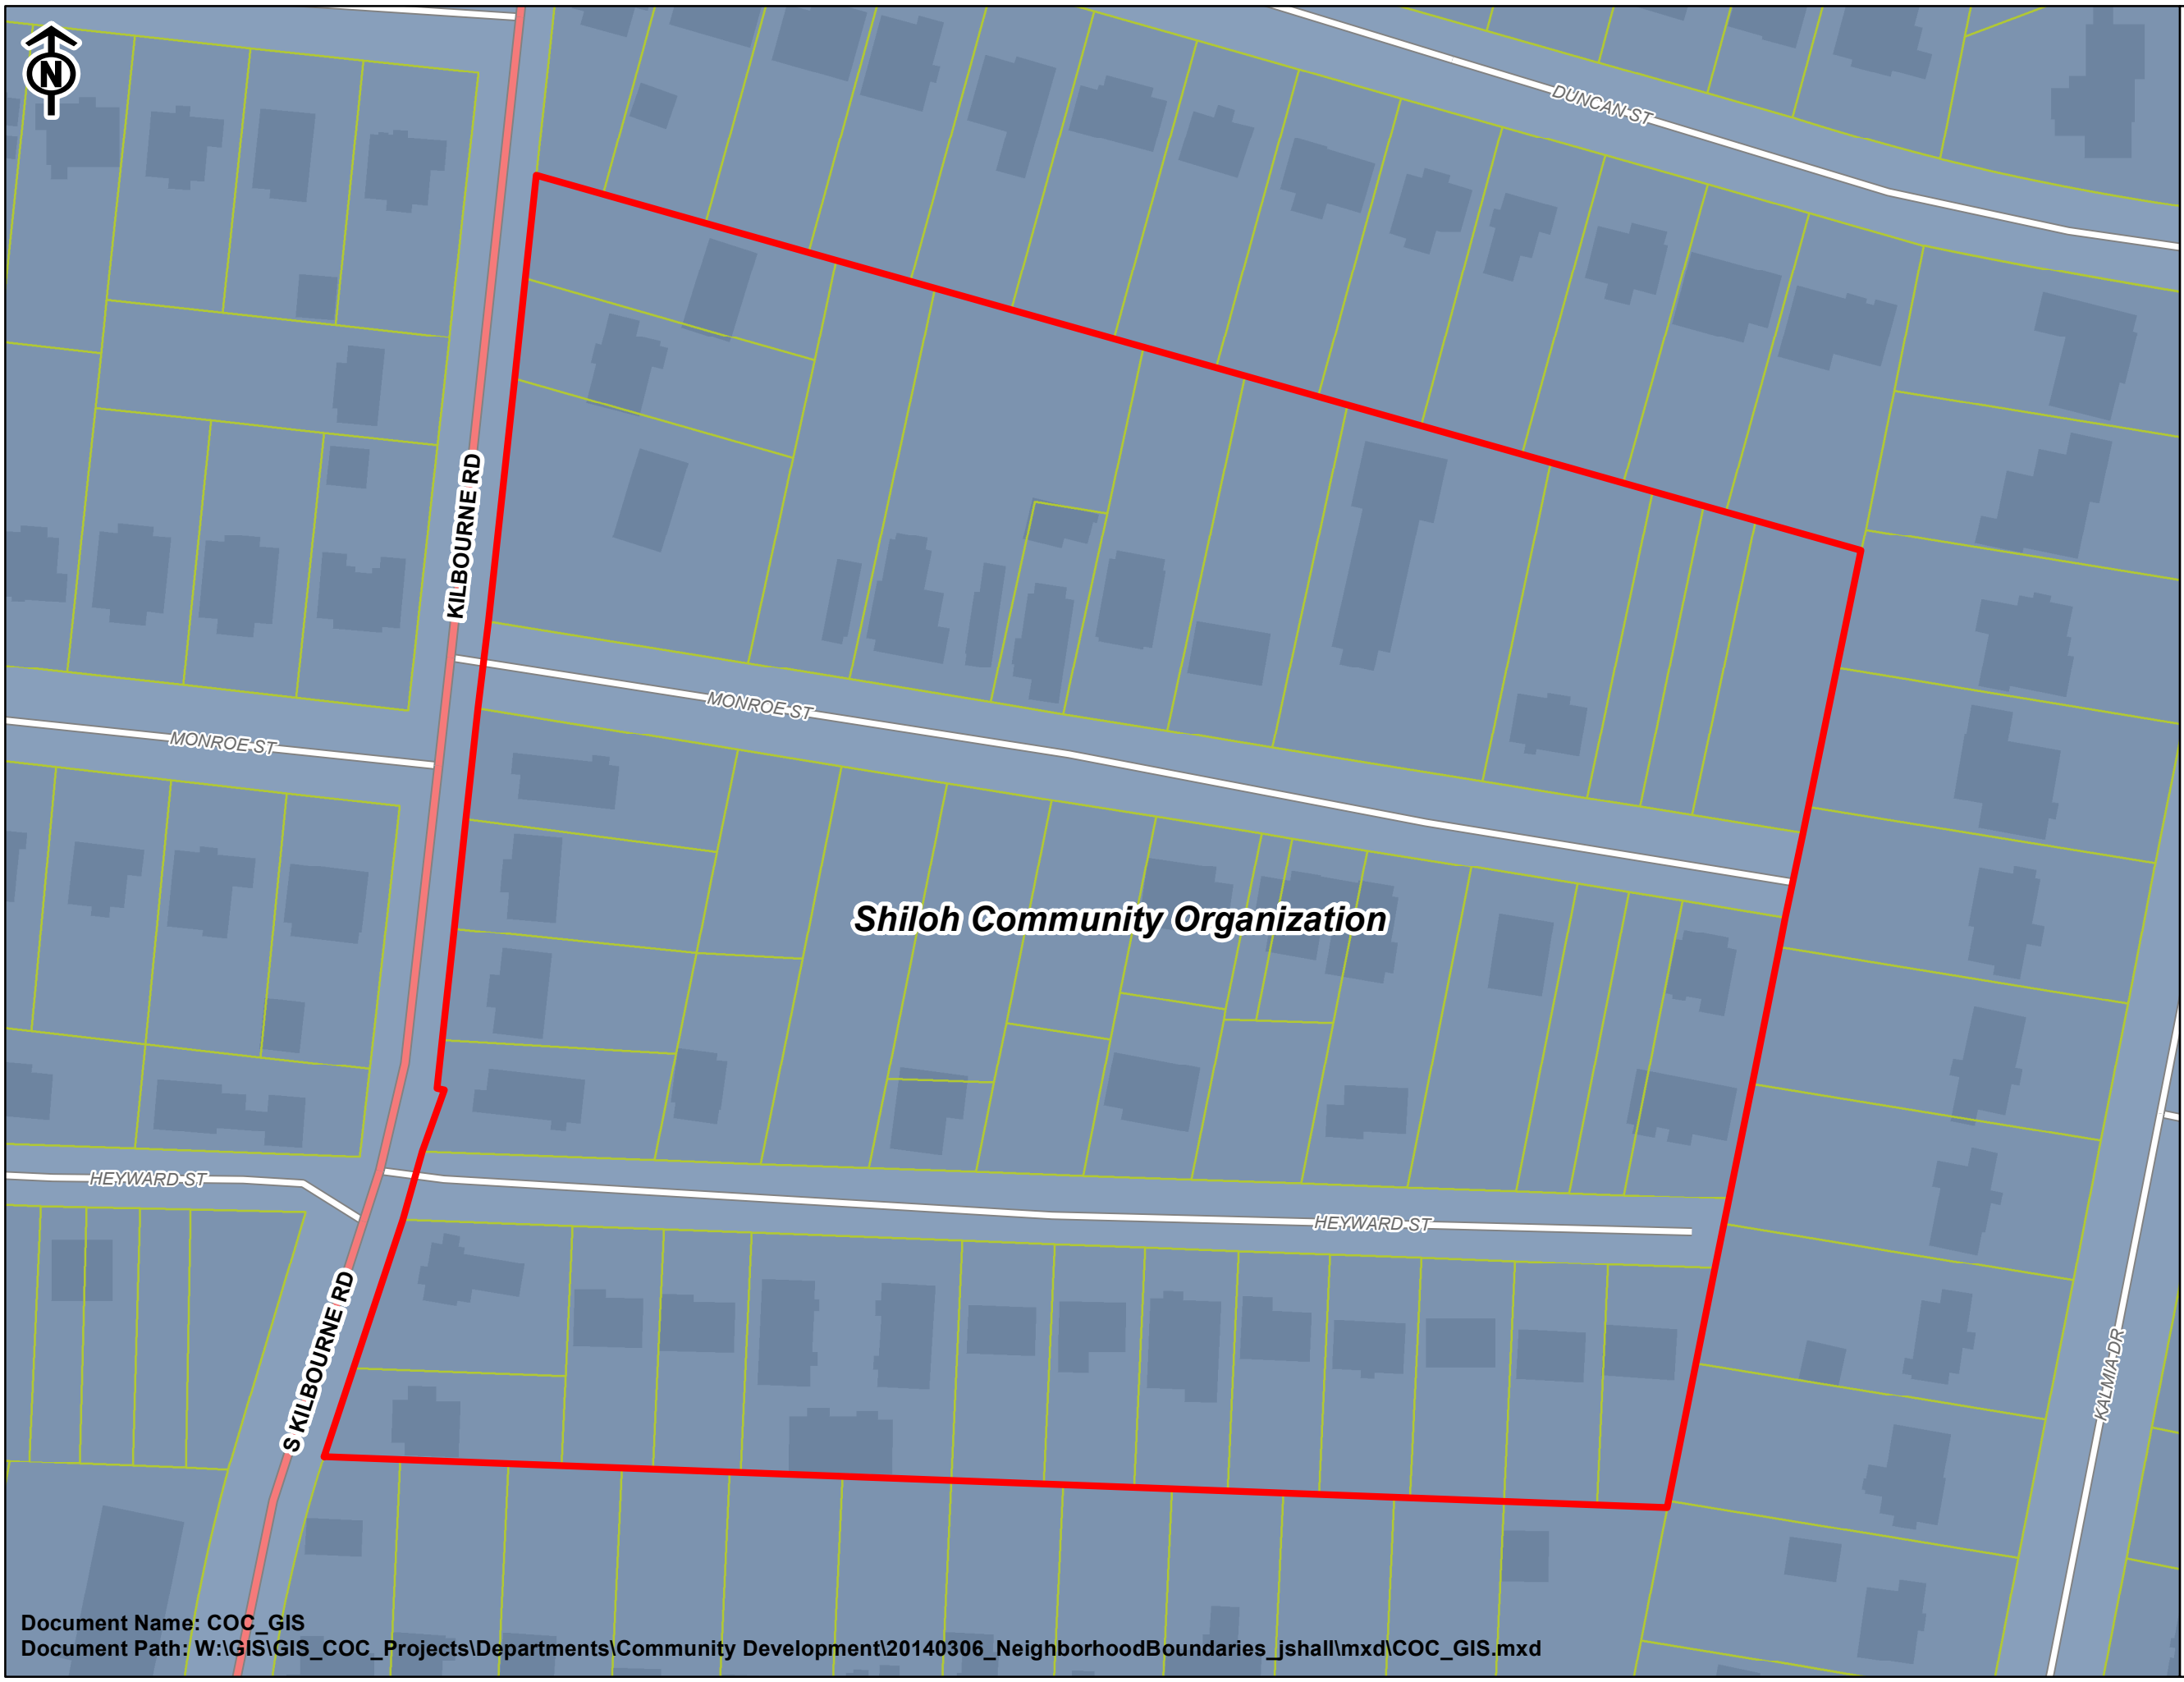 N
DUNCAN ST
KILBOURNE RD
MONROE ST
MONROE ST
Shiloh Community Organization
HEYWARD ST
HEYWARD ST
S KILBOURNE RD
KALMIA DR
Document Name: COC_GIS
Document Path: W:\GIS\GIS_COC_Projects\Departments\Community Development\20140306_NeighborhoodBoundaries_jshall\mxd\COC_GIS.mxd